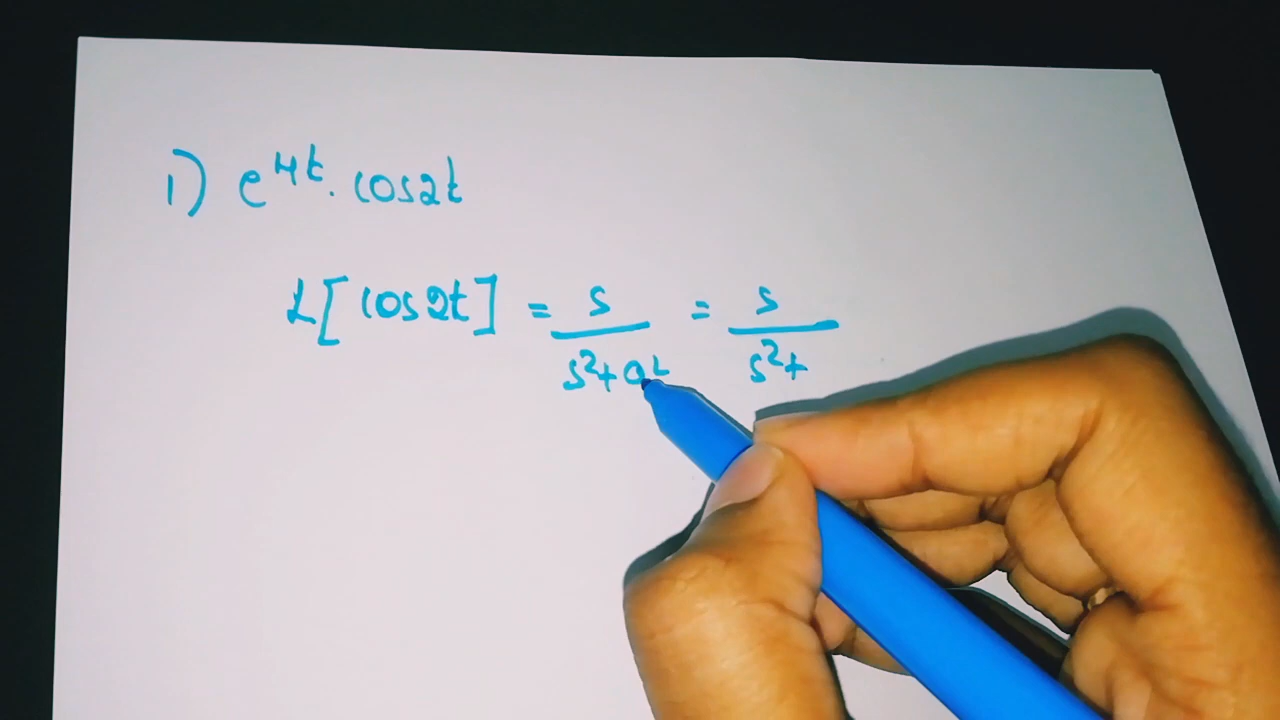 1) e^4t . cos2t
L[cos2t] = s/s²+a² = s/s²+